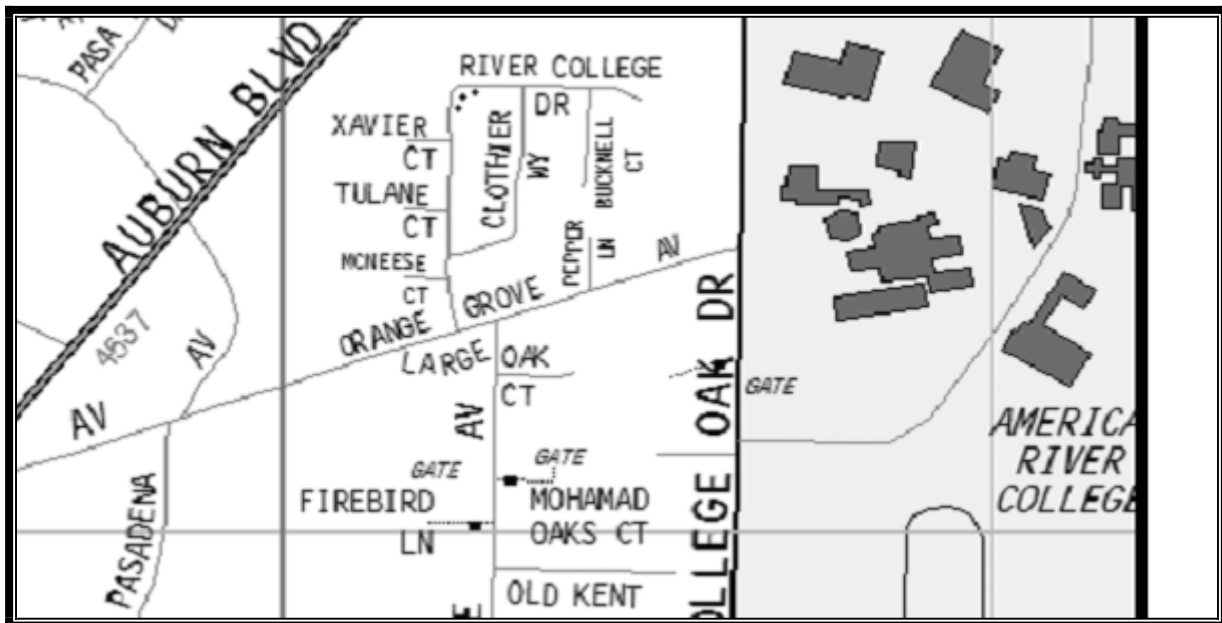 PASA
AUBURN BLVD
RIVER COLLEGE
DR
XAVIER
CT
CLOTHIER
WY
BUCKNELL
CT
TULANE
CT
MCNEESE
CT
PEPPER
LN
ORANGE GROVE AV
4637
AV
AV
LARGE OAK
CT
AV
GATE
COLLEGE OAK DR
AMERICA
RIVER
COLLEGE
GATE
GATE
FIREBIRD
LN
MOHAMAD
OAKS CT
PASADENA
OLD KENT